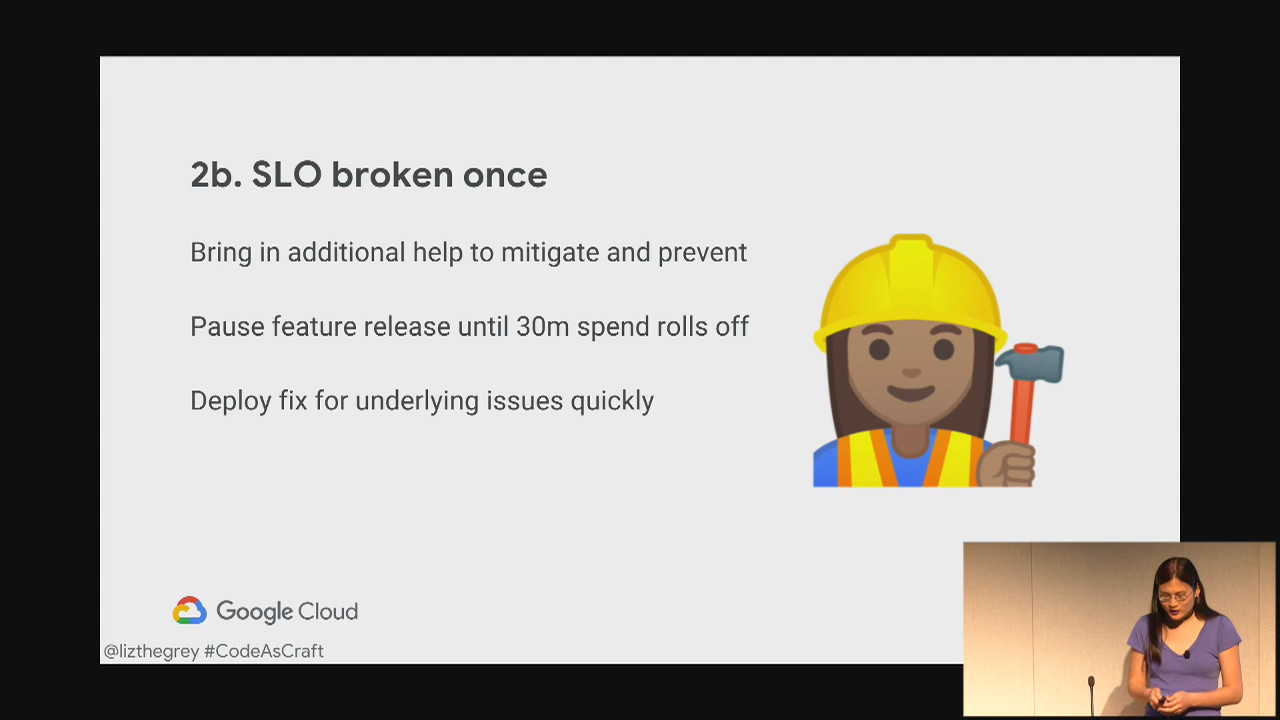 2b. SLO broken once
Bring in additional help to mitigate and prevent
Pause feature release until 30m spend rolls off
Deploy fix for underlying issues quickly
Google Cloud
@lizthegrey #CodeAsCraft